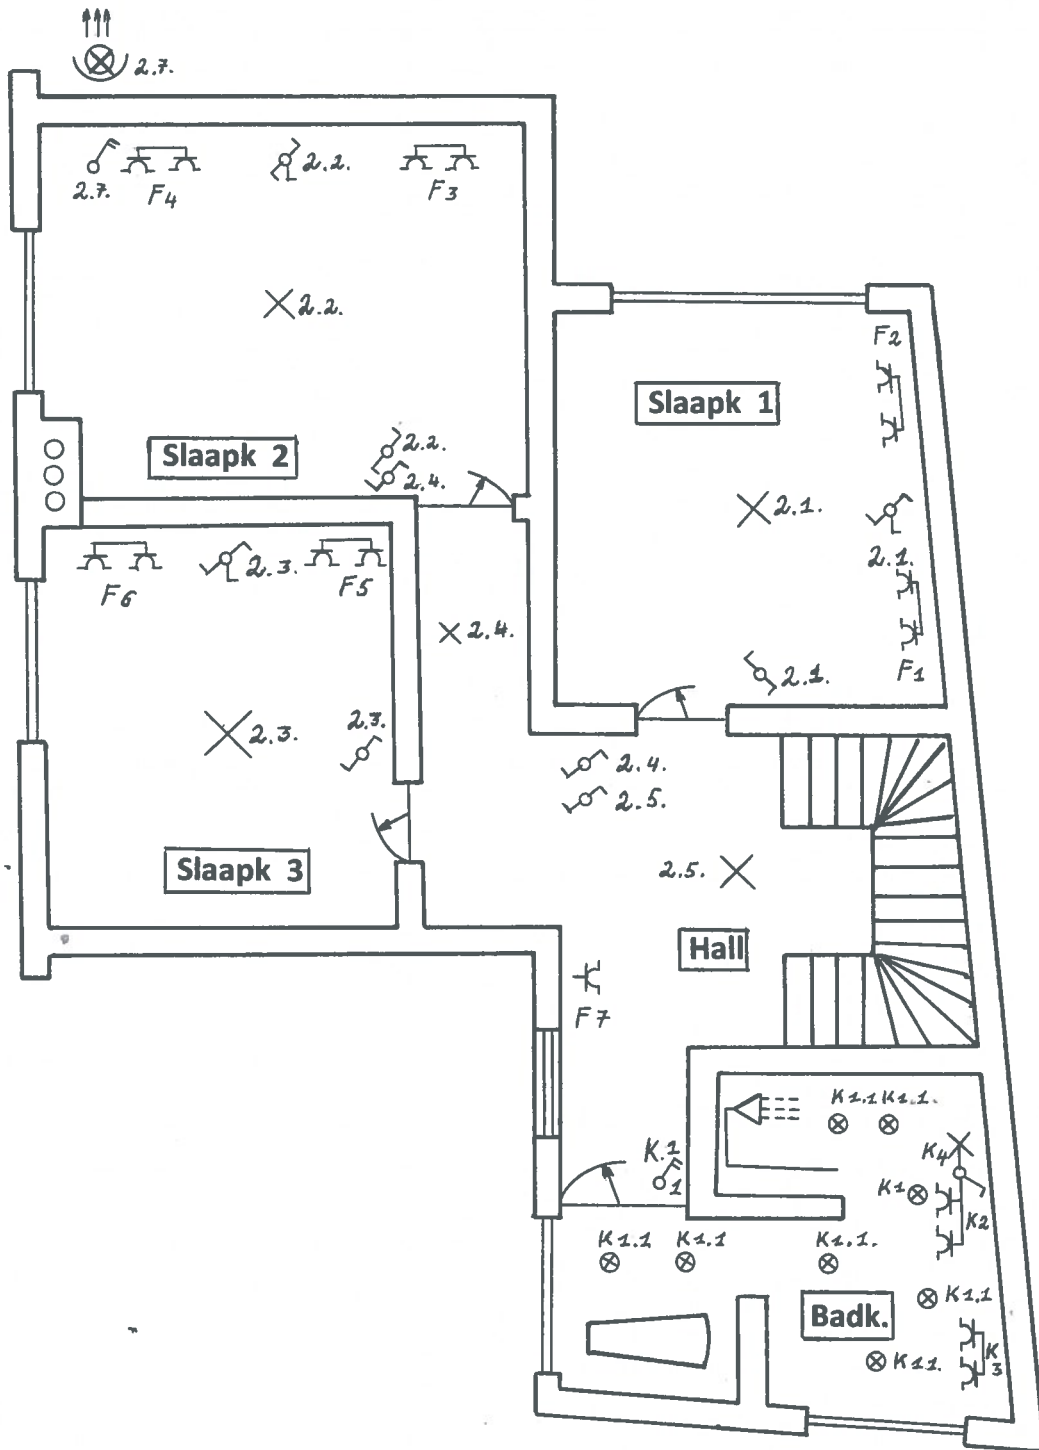 2.7.
2.7.
F4
2.2.
F3
2.2.
F2
Slaapk 1
2.2.
Slaapk 2
2.4.
2.1.
2.1.
F6
2.3.
F5
2.4.
F1
2.1.
2.3.
2.3.
2.4.
2.5.
Slaapk 3
2.5.
Hall
F7
K1.1 K1.1.
K.1
1
K4
K1
K2
K1.1 K1.1 K1.1.
K1.1
Badk.
K11.
K
3